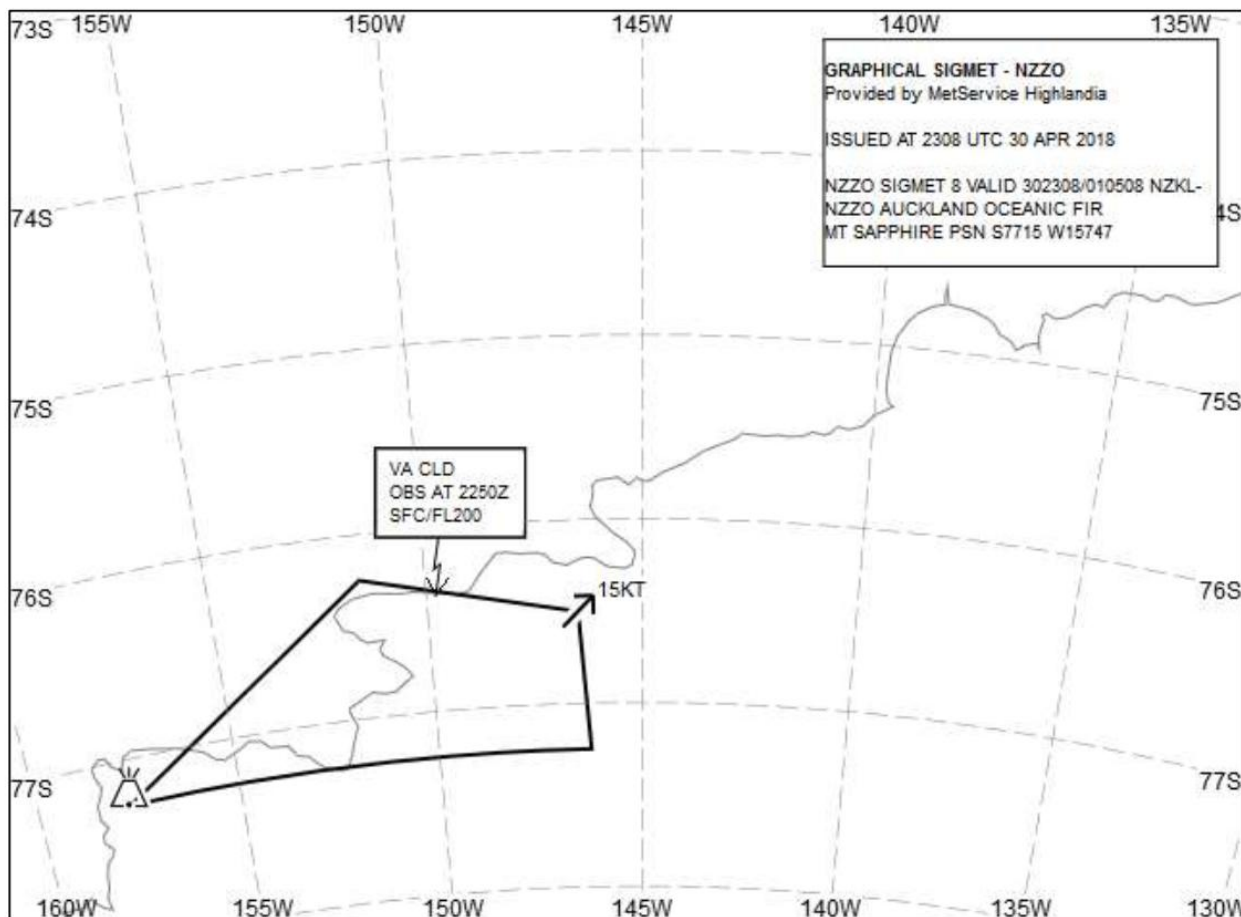 155W 150W 145W 140W 135W
73S
GRAPHICAL SIGMET - NZZO
Provided by MetService Highlandia
ISSUED AT 2308 UTC 30 APR 2018
NZZO SIGMET 8 VALID 302308/010508 NZKL-
NZZO AUCKLAND OCEANIC FIR
MT SAPPHIRE PSN S7715 W15747
74S 4S
75S 75S
VA CLD
OBS AT 2250Z
SFC/FL200
76S 15KT 76S
77S 77S
160W 155W 150W 145W 140W 135W 130W